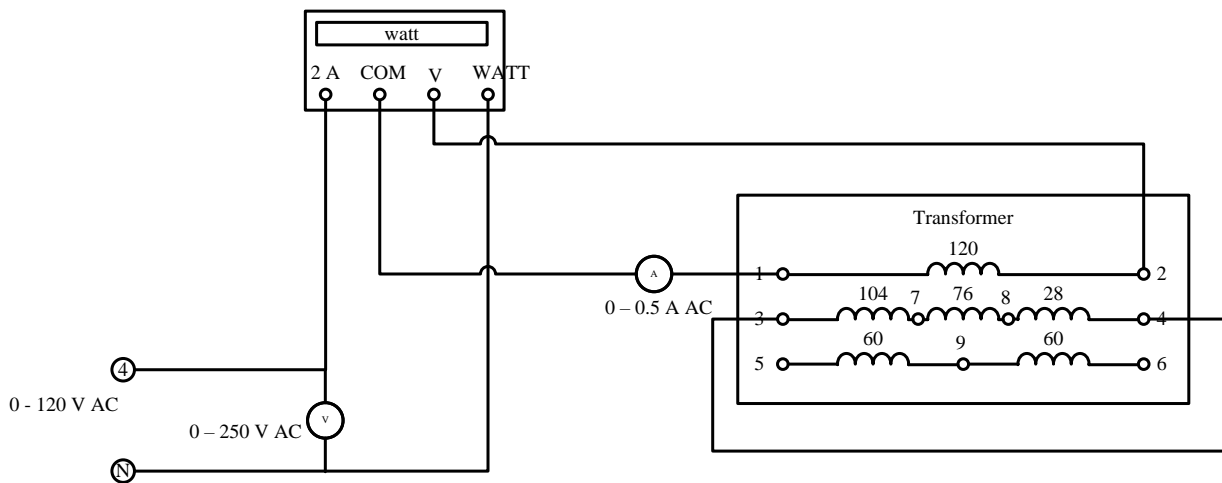 watt
2 A COM V WATT
Transformer
120
1 2
A
104 7 76 8 28
0 – 0.5 A AC
3 4
60 9 60
5 6
4
0 - 120 V AC
V
0 – 250 V AC
N